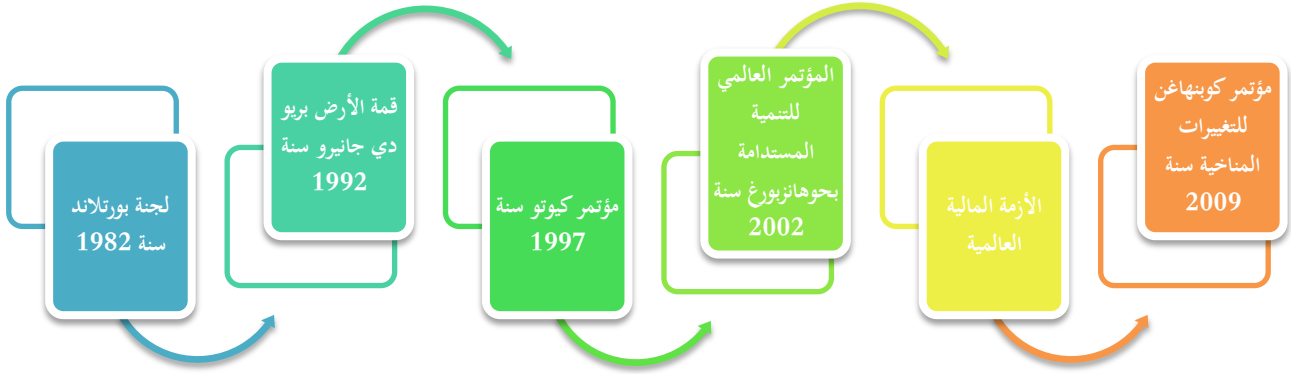 لجنة بورتلاند
سنة 1982
قمة الأرض بريو
دي جانيرو سنة
1992
مؤتمر كيوتو سنة
1997
المؤتمر العالمي
للتنمية
المستدامة
بحوهانزبورغ سنة
2002
الأزمة المالية
العالمية
مؤتمر كوبنهاغن
للتغييرات
المناخية سنة
2009